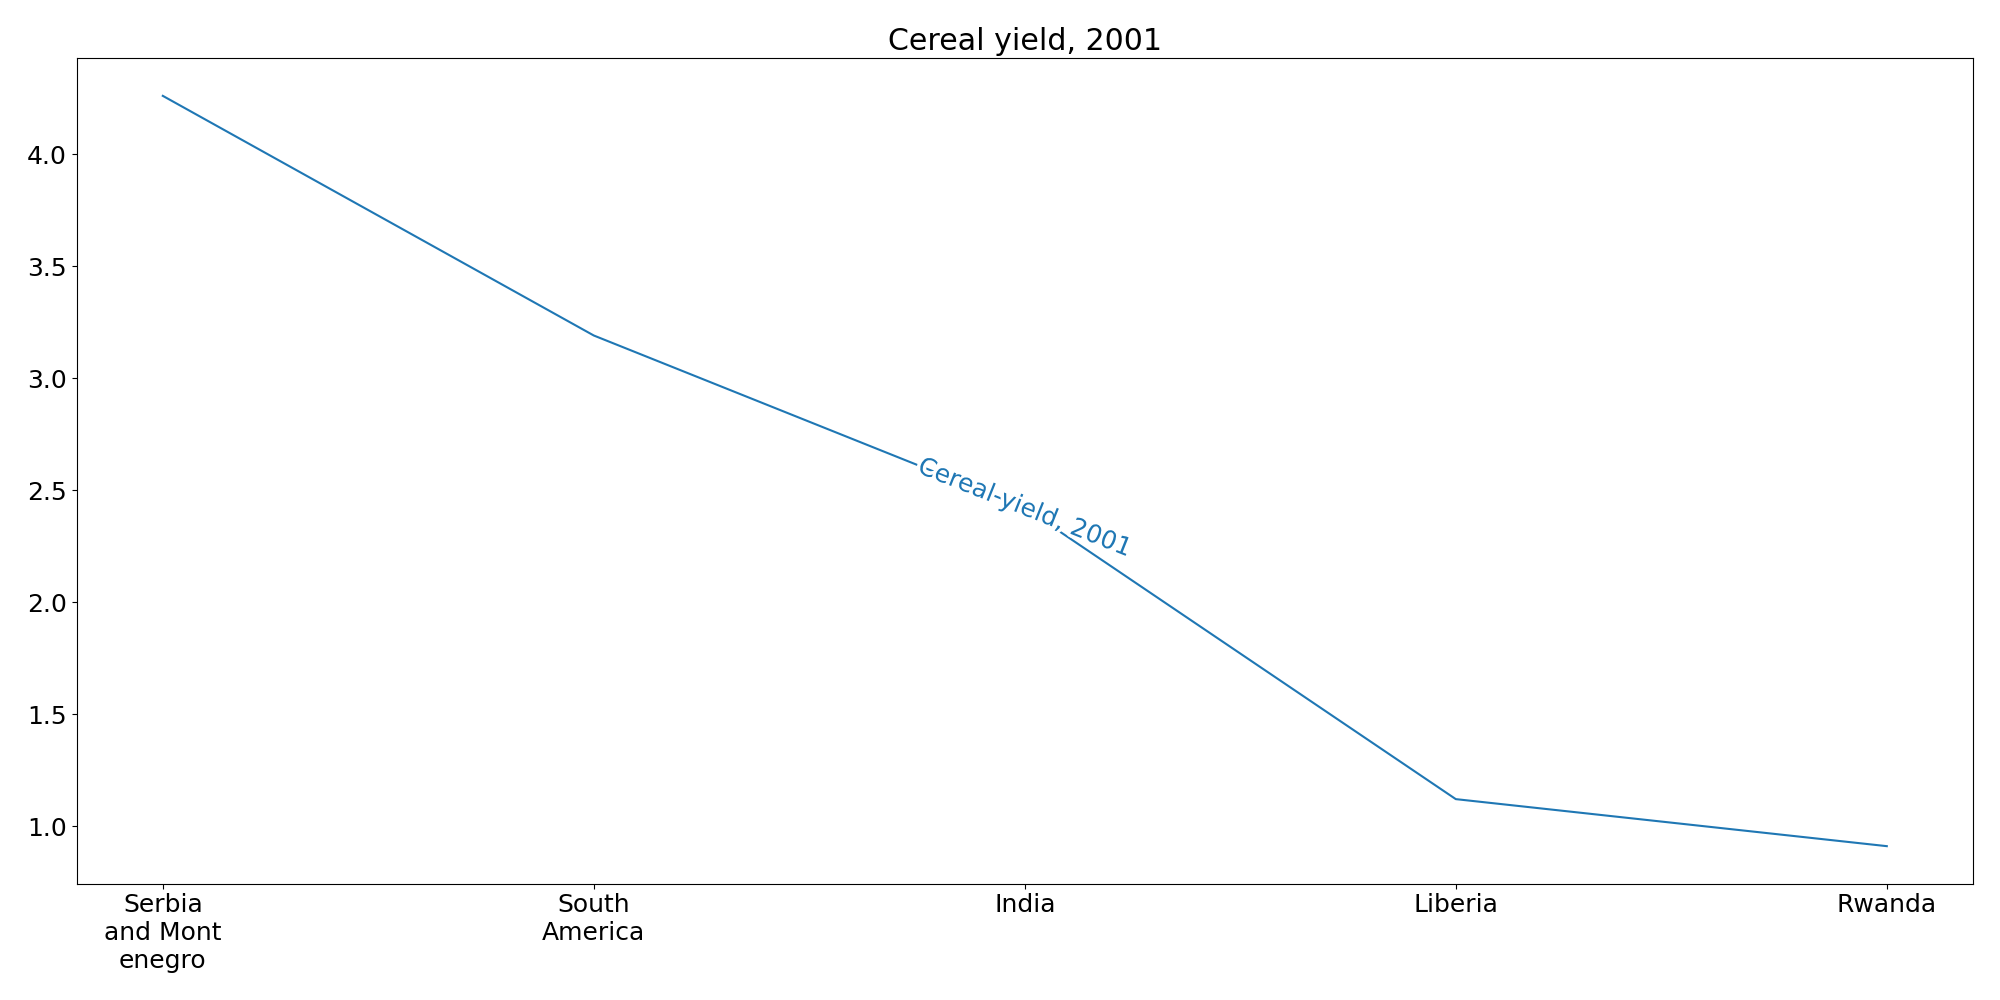 Cereal yield, 2001
4.0
3.5
3.0
2.5
2.0
1.5
1.0
Cereal-yield, 2001
Serbia
and Mont
enegro
South
America
India
Liberia
Rwanda